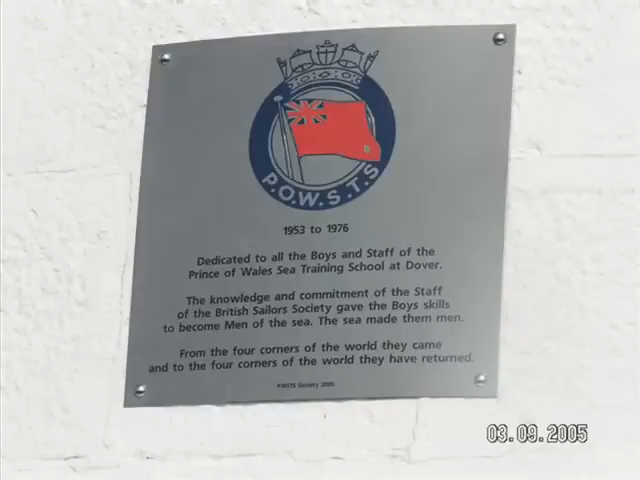 P.O.W.S.T.S
1953 to 1976
Dedicated to all the Boys and Staff of the
Prince of Wales Sea Training School at Dover.
The knowledge and commitment of the Staff
of the British Sailors Society gave the Boys skills
to become Men of the sea. The sea made them men.
From the four corners of the world they came
and to the four corners of the world they have returned.
PWSTS Society 2005
03.09.2005